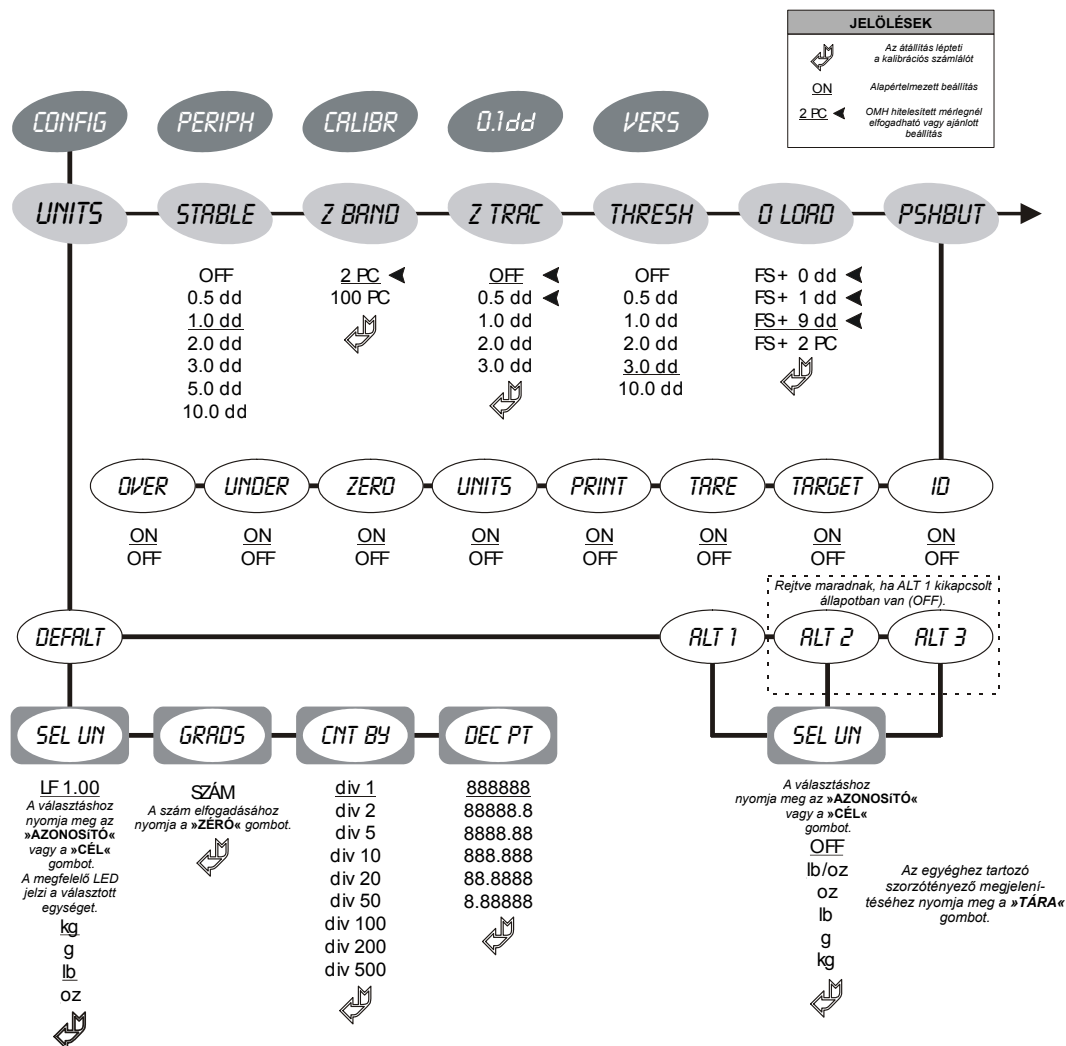 JELÖLÉSEK
Az átállítás lépteti
a kalibrációs számlálót
ON
Alapértelmezett beállítás
2 PC
OMH hitelesített mérlegnél
elfogadható vagy ajánlott
beállítás
CONFIG PERIPH CALIBR 0.1dd VERS
UNITS STABLE Z BAND Z TRAC THRESH O LOAD PSHBUT
OFF
0.5 dd
1.0 dd
2.0 dd
3.0 dd
5.0 dd
10.0 dd
2 PC
100 PC
OFF
0.5 dd
1.0 dd
2.0 dd
3.0 dd
OFF
0.5 dd
1.0 dd
2.0 dd
3.0 dd
10.0 dd
FS+ 0 dd
FS+ 1 dd
FS+ 9 dd
FS+ 2 PC
OVER UNDER ZERO UNITS PRINT TARE TARGET ID
ON ON ON ON ON ON ON ON
OFF OFF OFF OFF OFF OFF OFF OFF
Rejtve maradnak, ha ALT 1 kikapcsolt
állapotban van (OFF).
DEFALT ALT 1 ALT 2 ALT 3
SEL UN GRADS CNT BY DEC PT SEL UN
LF 1.00
A választáshoz
nyomja meg az
»AZONOSíTÓ«
vagy a »CÉL«
gombot.
A megfelelő LED
jelzi a választott
egységet.
kg
g
lb
oz
SZÁM
A szám elfogadásához
nyomja a »ZÉRÓ« gombot.
div 1
div 2
div 5
div 10
div 20
div 50
div 100
div 200
div 500
888888
88888.8
8888.88
888.888
88.8888
8.88888
A választáshoz
nyomja meg az »AZONOSíTÓ«
vagy a »CÉL«
gombot.
OFF
lb/oz
oz
lb
g
kg
Az egyéghez tartozó
szorzótényező megjelení-
téséhez nyomja meg a »TÁRA«
gombot.